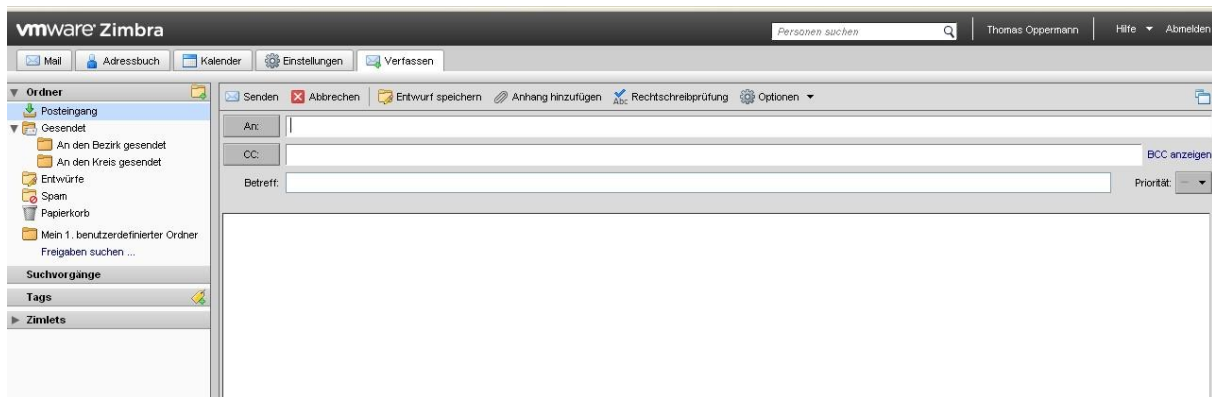 vmware Zimbra
Personen suchen
Thomas Oppermann
Hilfe
Abmelden
Mail
Adressbuch
Kalender
Einstellungen
Verfassen
Ordner
Posteingang
Gesendet
An den Bezirk gesendet
An den Kreis gesendet
Entwürfe
Spam
Papierkorb
Mein 1. benutzerdefinierter Ordner
Freigaben suchen ...
Suchvorgänge
Tags
Zimlets
Senden
Abbrechen
Entwurf speichern
Anhang hinzufügen
Abc Rechtschreibprüfung
Optionen
An:
CC:
BCC anzeigen
Betreff:
Priorität: